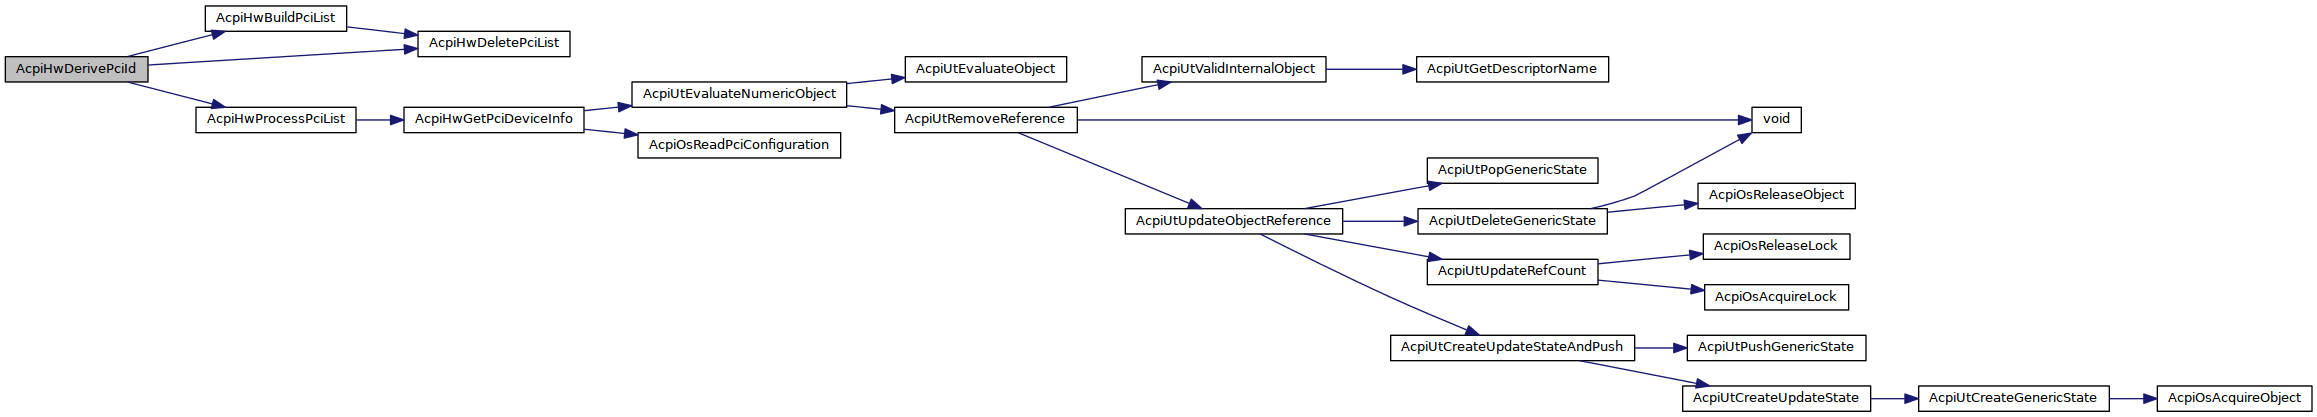 AcpiHwDerivePciId
AcpiHwBuildPciList
AcpiHwDeletePciList
AcpiHwProcessPciList
AcpiHwGetPciDeviceInfo
AcpiUtEvaluateNumericObject
AcpiOsReadPciConfiguration
AcpiUtEvaluateObject
AcpiUtRemoveReference
AcpiUtValidInternalObject
AcpiUtGetDescriptorName
void
AcpiUtUpdateObjectReference
AcpiUtPopGenericState
AcpiUtDeleteGenericState
AcpiOsReleaseObject
AcpiUtUpdateRefCount
AcpiOsReleaseLock
AcpiOsAcquireLock
AcpiUtCreateUpdateStateAndPush
AcpiUtPushGenericState
AcpiUtCreateUpdateState
AcpiUtCreateGenericState
AcpiOsAcquireObject